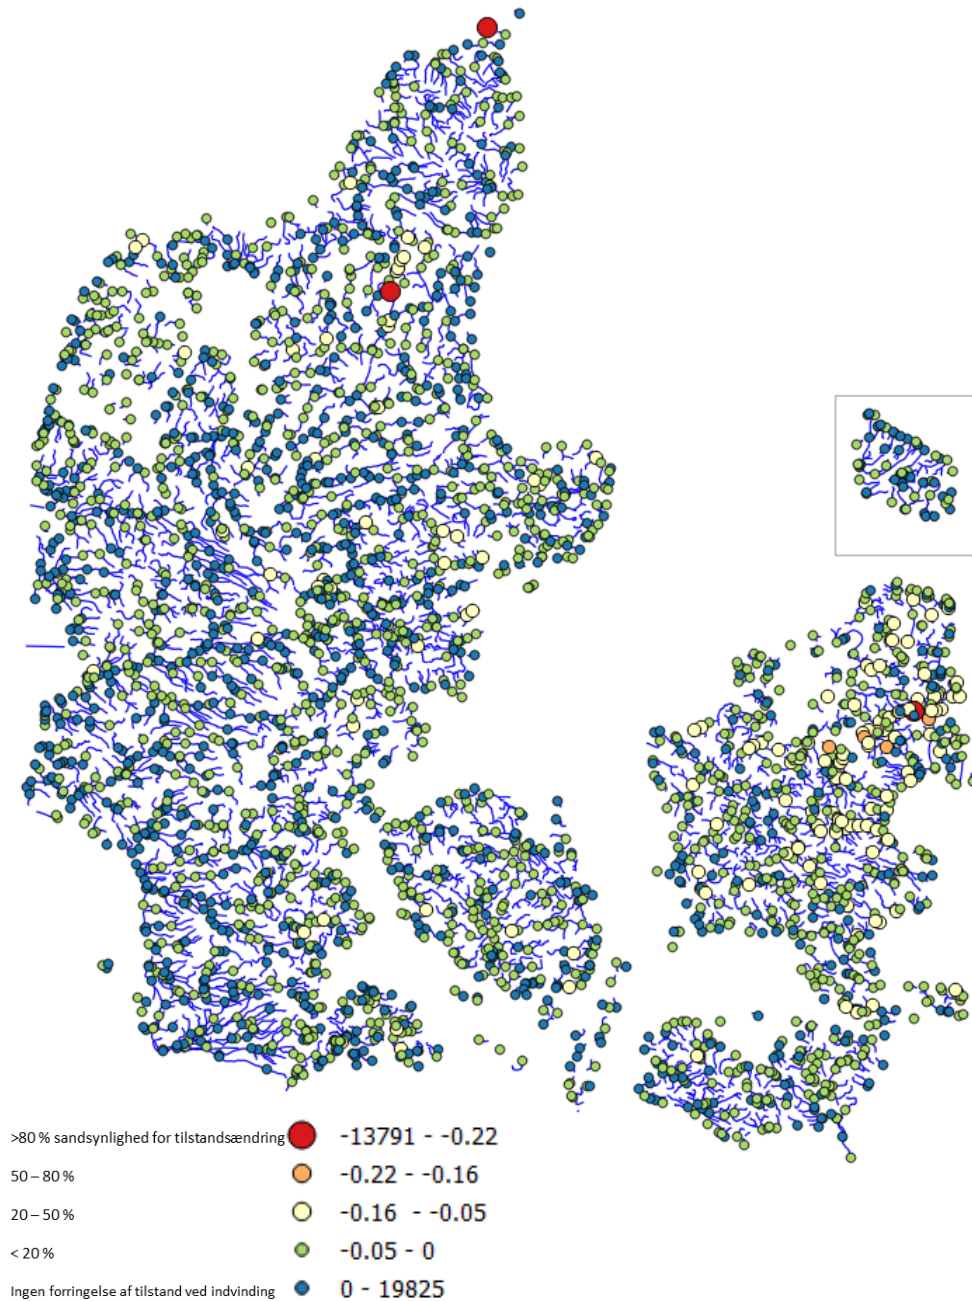 >80 % sandsynlighed for tilstandsændring -13791 - -0.22
50 – 80 % -0.22 - -0.16
20 – 50 % -0.16 - -0.05
< 20 % -0.05 - 0
Ingen forringelse af tilstand ved indvinding 0 - 19825